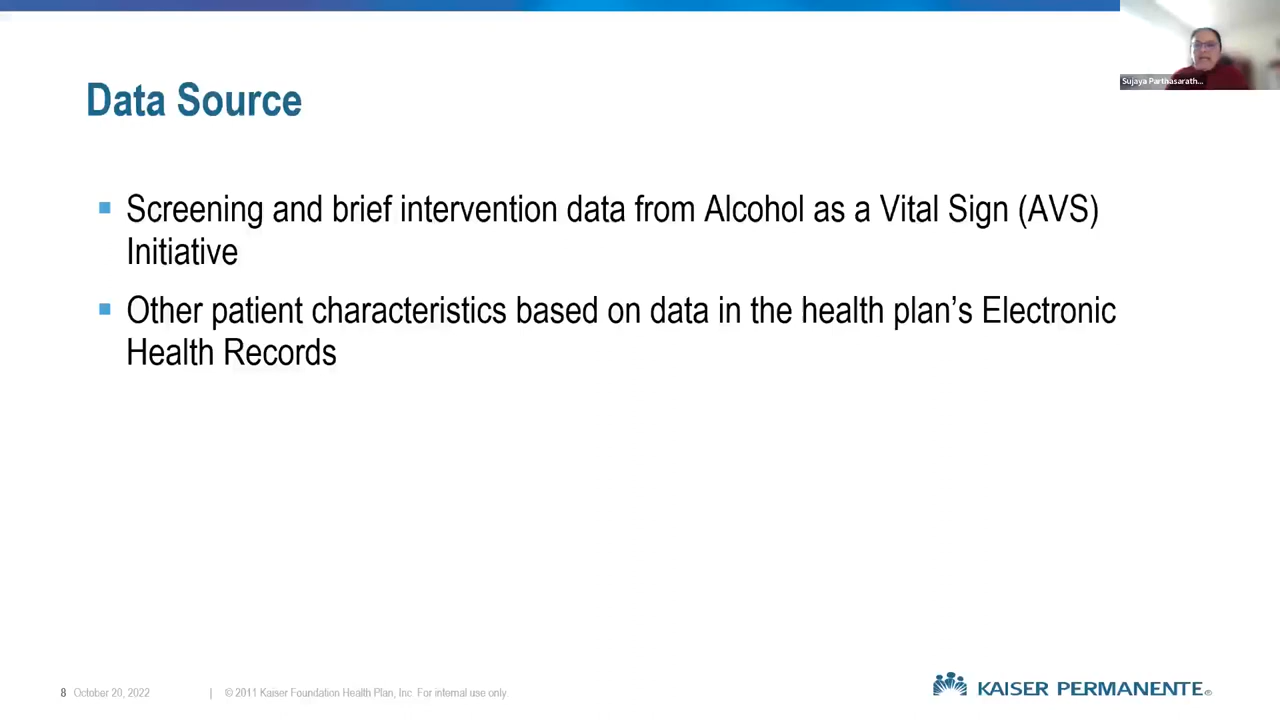 Sujaya Parthasarath...
Data Source
Screening and brief intervention data from Alcohol as a Vital Sign (AVS)
Initiative
Other patient characteristics based on data in the health plan’s Electronic
Health Records
8 October 20, 2022 | © 2011 Kaiser Foundation Health Plan, Inc. For internal use only.
KAISER PERMANENTE®